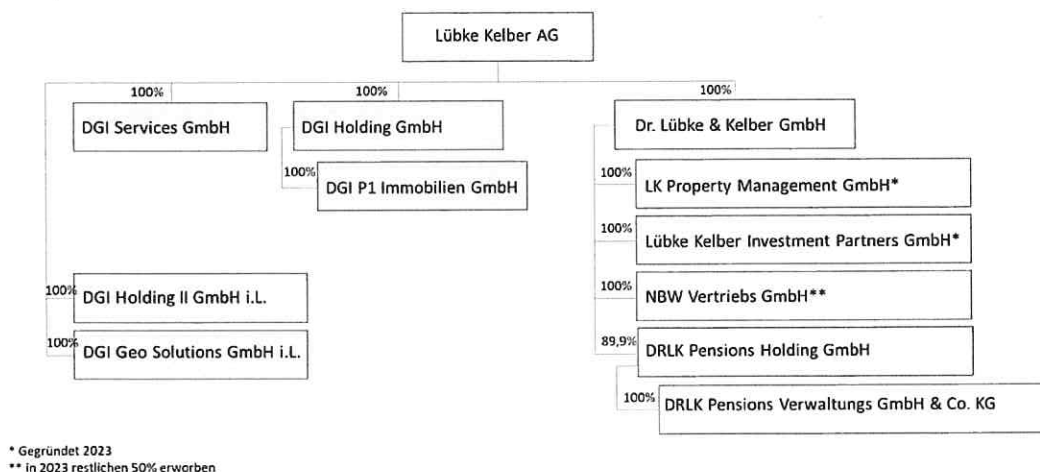 Lübke Kelber AG
100%
100%
100%
DGI Services GmbH
DGI Holding GmbH
Dr. Lübke & Kelber GmbH
100%
DGI P1 Immobilien GmbH
100%
LK Property Management GmbH*
100%
Lübke Kelber Investment Partners GmbH*
100%
DGI Holding II GmbH i.L.
100%
NBW Vertriebs GmbH**
100%
DGI Geo Solutions GmbH i.L.
89,9%
DRLK Pensions Holding GmbH
100%
DRLK Pensions Verwaltungs GmbH & Co. KG
* Gegründet 2023
** in 2023 restlichen 50% erworben